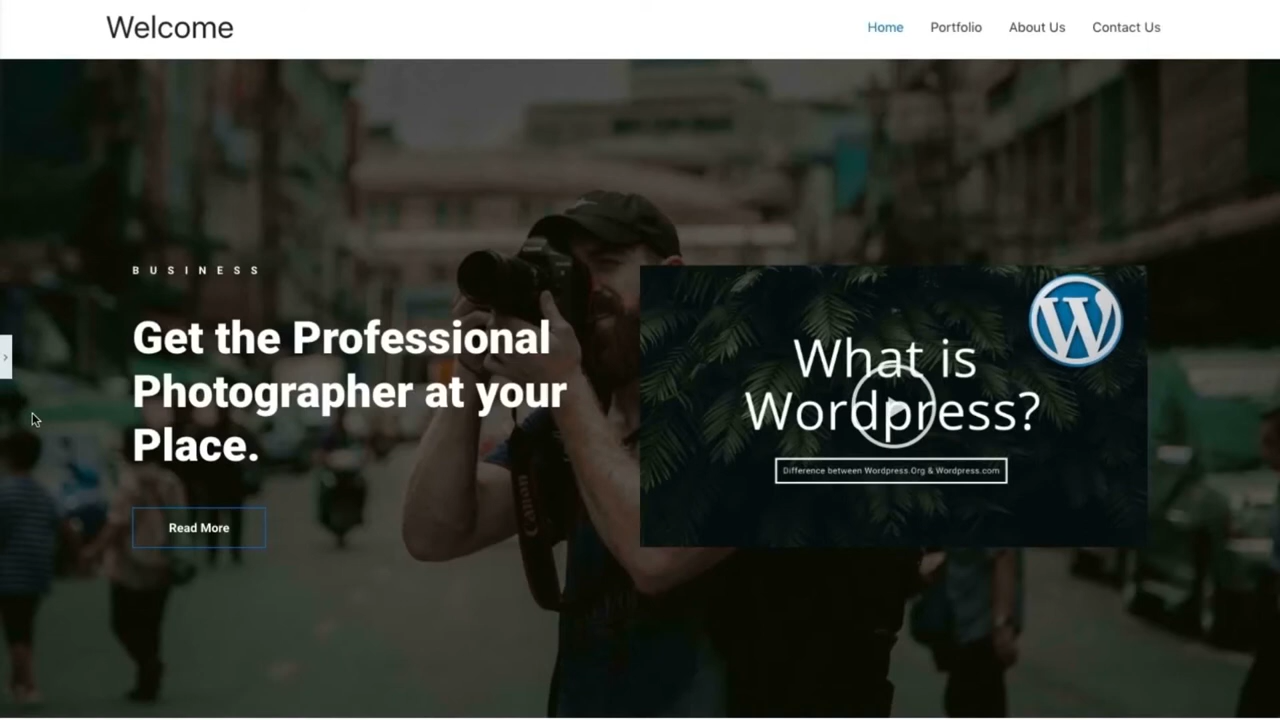 Welcome
Home Portfolio About Us Contact Us
BUSINESS
Get the Professional
Photographer at your
Place.
Read More
W
What is
Wordpress?
Difference between Wordpress.Org & Wordpress.com
Canon